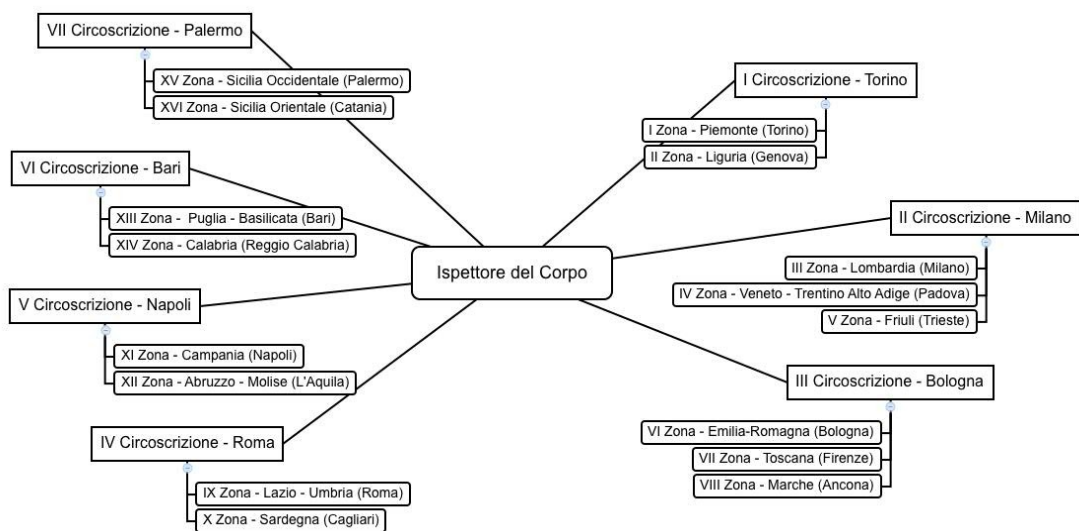 VII Circoscrizione - Palermo
XV Zona - Sicilia Occidentale (Palermo)
XVI Zona - Sicilia Orientale (Catania)
I Circoscrizione - Torino
I Zona - Piemonte (Torino)
II Zona - Liguria (Genova)
VI Circoscrizione - Bari
XIII Zona - Puglia - Basilicata (Bari)
XIV Zona - Calabria (Reggio Calabria)
II Circoscrizione - Milano
III Zona - Lombardia (Milano)
IV Zona - Veneto - Trentino Alto Adige (Padova)
V Zona - Friuli (Trieste)
Ispettore del Corpo
V Circoscrizione - Napoli
XI Zona - Campania (Napoli)
XII Zona - Abruzzo - Molise (L'Aquila)
III Circoscrizione - Bologna
VI Zona - Emilia-Romagna (Bologna)
VII Zona - Toscana (Firenze)
VIII Zona - Marche (Ancona)
IV Circoscrizione - Roma
IX Zona - Lazio - Umbria (Roma)
X Zona - Sardegna (Cagliari)